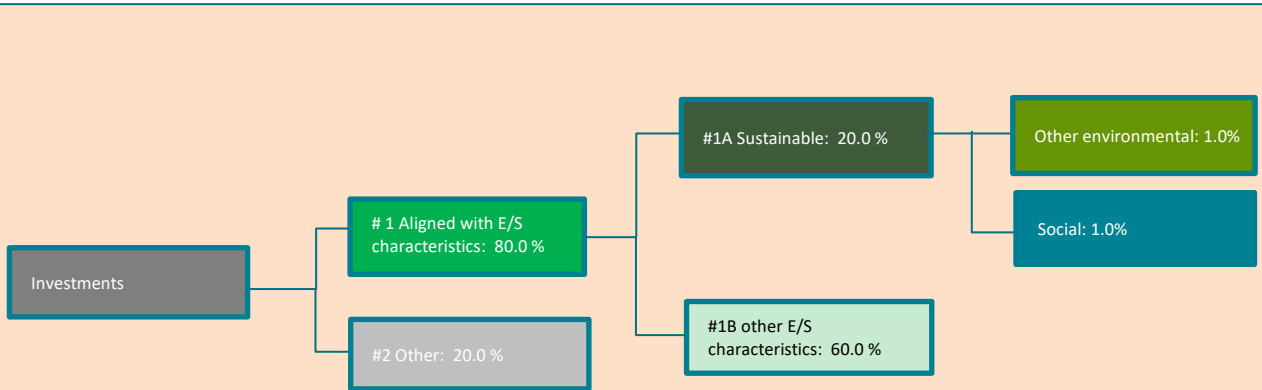 Investments
# 1 Aligned with E/S
characteristics: 80.0 %
#2 Other: 20.0 %
#1A Sustainable: 20.0 %
#1B other E/S
characteristics: 60.0 %
Other environmental: 1.0%
Social: 1.0%